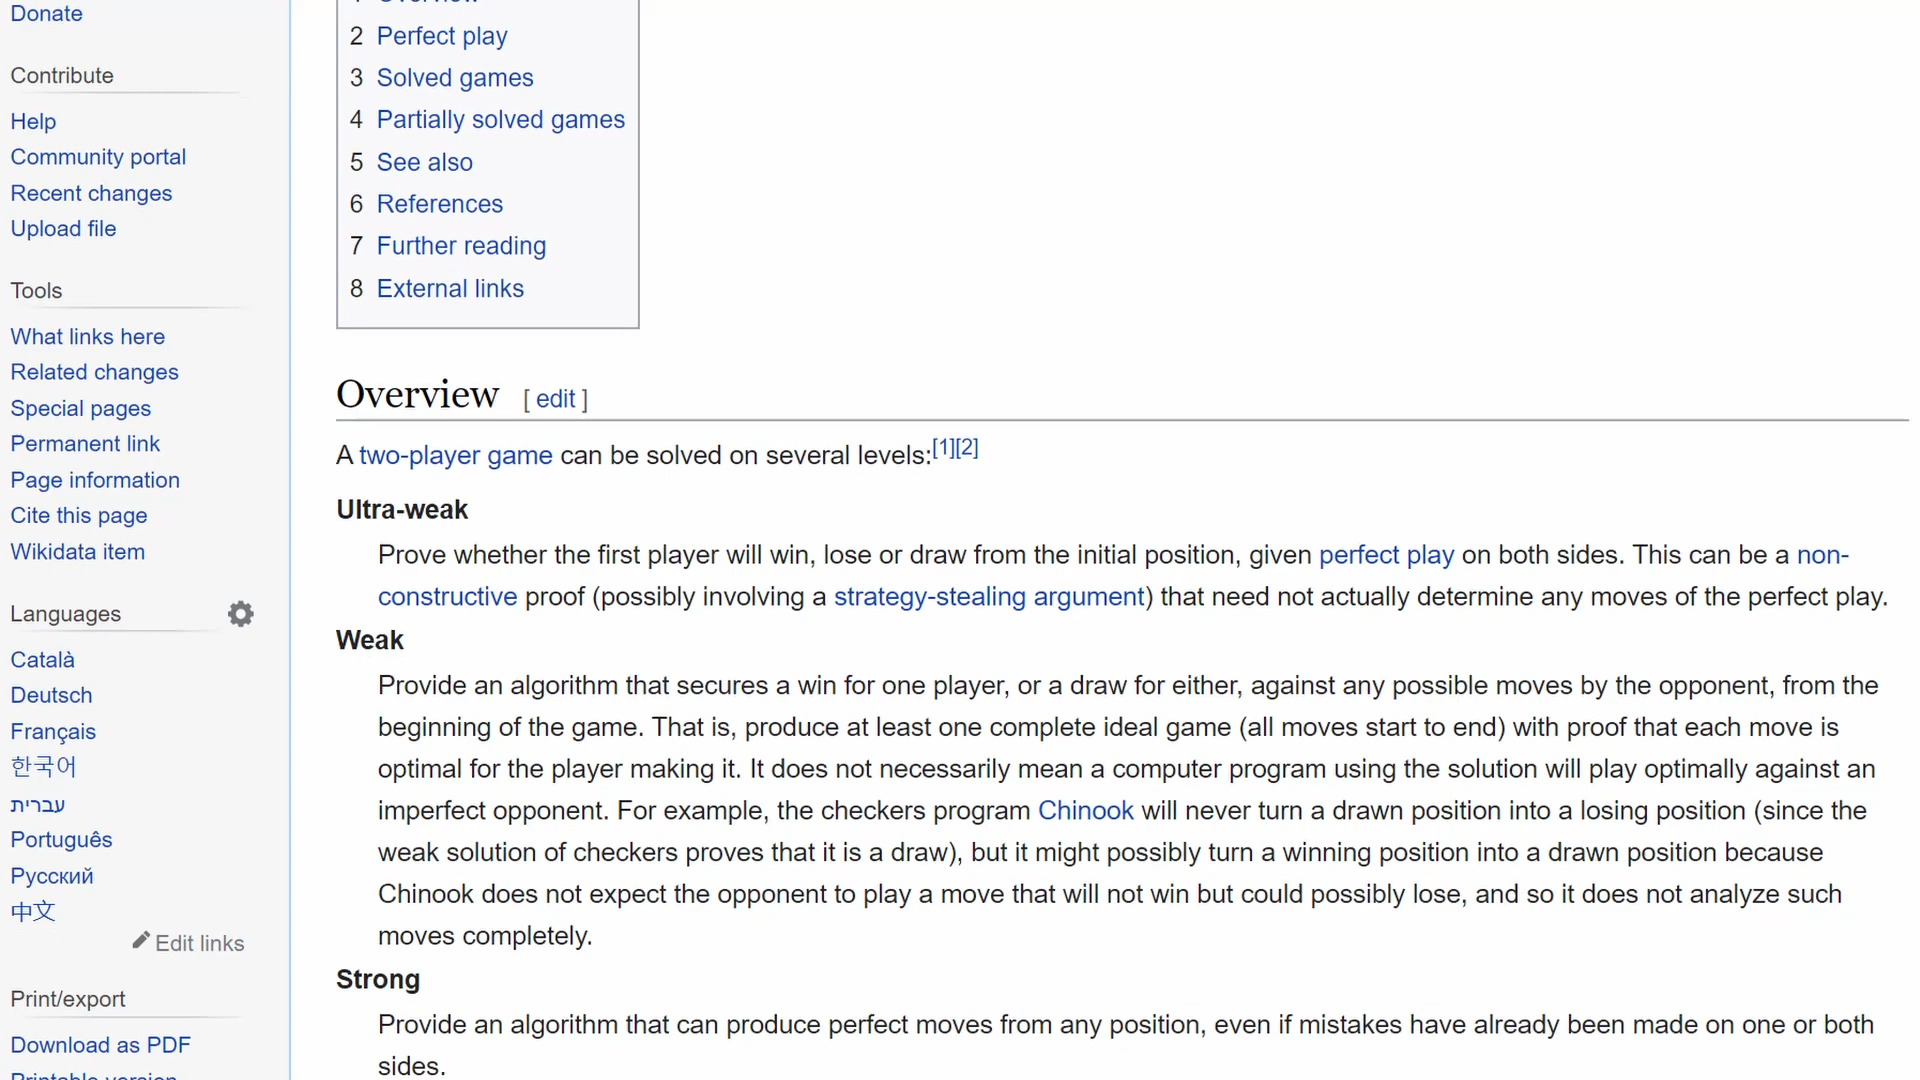 Donate
Contribute
Help
Community portal
Recent changes
Upload file
Tools
What links here
Related changes
Special pages
Permanent link
Page information
Cite this page
Wikidata item
Languages
Català
Deutsch
Français
한국어
עברית
Português
Русский
中文
Edit links
Print/export
Download as PDF
Printable version
1 Overview
2 Perfect play
3 Solved games
4 Partially solved games
5 See also
6 References
7 Further reading
8 External links
Overview [ edit ]
A two-player game can be solved on several levels:[1][2]
Ultra-weak
Prove whether the first player will win, lose or draw from the initial position, given perfect play on both sides. This can be a non-
constructive proof (possibly involving a strategy-stealing argument) that need not actually determine any moves of the perfect play.
Weak
Provide an algorithm that secures a win for one player, or a draw for either, against any possible moves by the opponent, from the
beginning of the game. That is, produce at least one complete ideal game (all moves start to end) with proof that each move is
optimal for the player making it. It does not necessarily mean a computer program using the solution will play optimally against an
imperfect opponent. For example, the checkers program Chinook will never turn a drawn position into a losing position (since the
weak solution of checkers proves that it is a draw), but it might possibly turn a winning position into a drawn position because
Chinook does not expect the opponent to play a move that will not win but could possibly lose, and so it does not analyze such
moves completely.
Strong
Provide an algorithm that can produce perfect moves from any position, even if mistakes have already been made on one or both
sides.